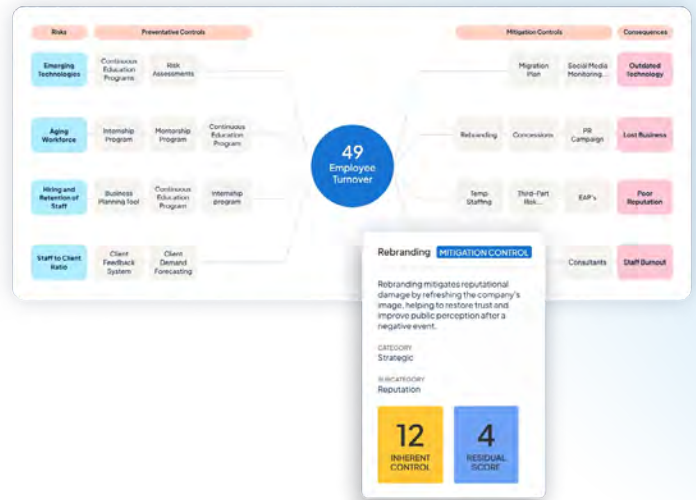 Risks
Preventative Controls
Mitigation Controls
Consequences
Emerging
Technologies
Continuous
Education
Programs
Risk
Assessments
Migration
Plan
Social Media
Monitoring...
Outdated
Technology
Aging
Workforce
Internship
Program
Mentorship
Program
Continuous
Education
Program
49
Employee
Turnover
Rebranding
Concessions
PR
Campaign
Lost Business
Hiring and
Retention of
Staff
Business
Planning Tool
Continuous
Education
Program
Internship
program
Temp
Staffing
Third-Part
Risk...
EAP's
Poor
Reputation
Staff to Client
Ratio
Client
Feedback
System
Client
Demand
Forecasting
Consultants
Staff Burnout
Rebranding MITIGATION CONTROL
Rebranding mitigates reputational
damage by refreshing the company's
image, helping to restore trust and
improve public perception after a
negative event.
CATEGORY
Strategic
SUBCATEGORY
Reputation
12
INHERENT
CONTROL
4
RESIDUAL
SCORE